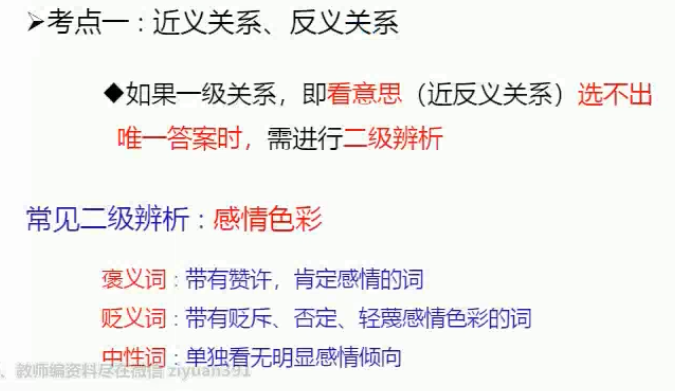 ➢考点一：近义关系、反义关系
◆如果一级关系，即看意思（近反义关系）选不出
唯一答案时，需进行二级辨析
常见二级辨析：感情色彩
褒义词：带有赞许，肯定感情的词
贬义词：带有贬斥、否定、轻蔑感情色彩的词
中性词：单独看无明显感情倾向
、教师编资料尽在微信 ziyuan391